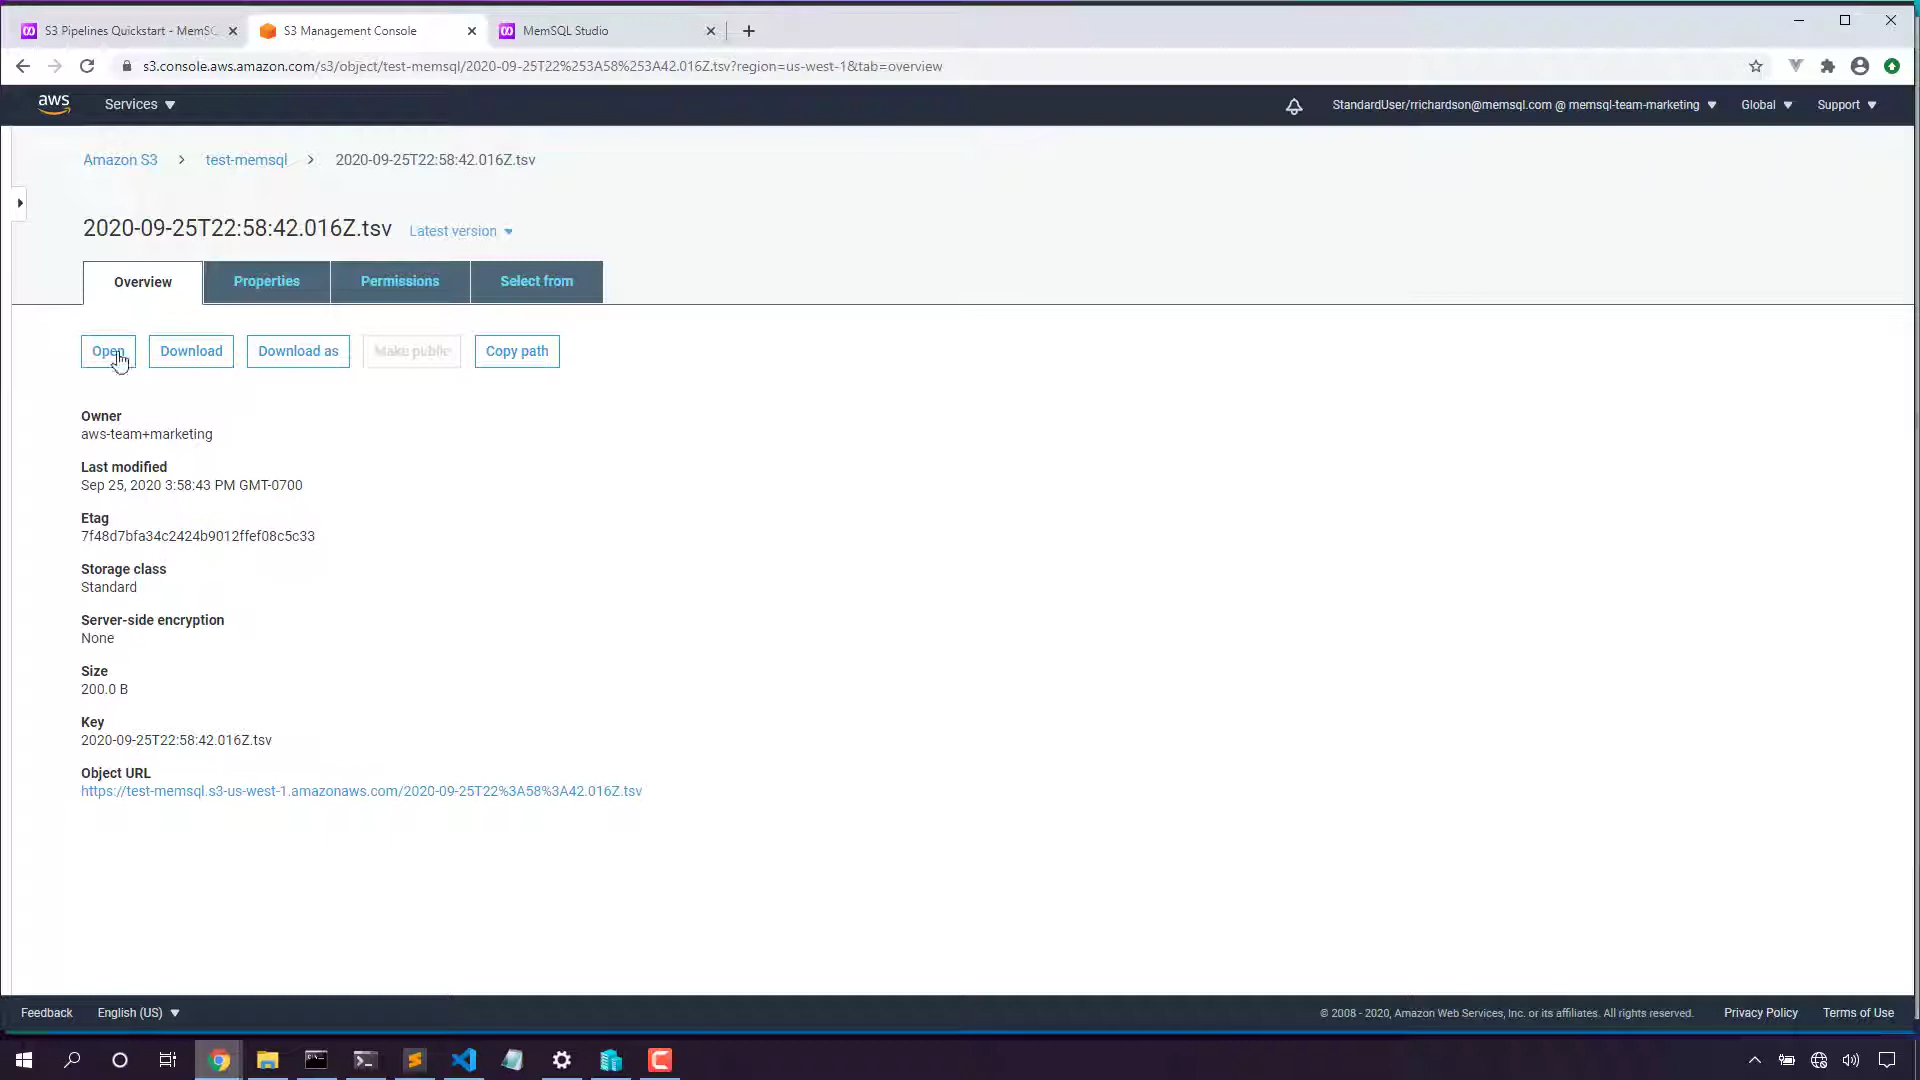 S3 Pipelines Quickstart - MemSQ
S3 Management Console
MemSQL Studio
s3.console.aws.amazon.com/s3/object/test-memsql/2020-09-25T22%253A58%253A42.016Z.tsv?region=us-west-1&tab=overview
aws
Services
StandardUser/rrichardson@memsql.com @ memsql-team-marketing
Global
Support
Amazon S3 > test-memsql > 2020-09-25T22:58:42.016Z.tsv
2020-09-25T22:58:42.016Z.tsv Latest version
Overview
Properties
Permissions
Select from
Open
Download
Download as
Make public
Copy path
Owner
aws-team+marketing
Last modified
Sep 25, 2020 3:58:43 PM GMT-0700
Etag
7f48d7bfa34c2424b9012ffef08c5c33
Storage class
Standard
Server-side encryption
None
Size
200.0 B
Key
2020-09-25T22:58:42.016Z.tsv
Object URL
https://test-memsql.s3-us-west-1.amazonaws.com/2020-09-25T22%3A58%3A42.016Z.tsv
Feedback
English (US)
© 2008 - 2020, Amazon Web Services, Inc. or its affiliates. All rights reserved.
Privacy Policy
Terms of Use